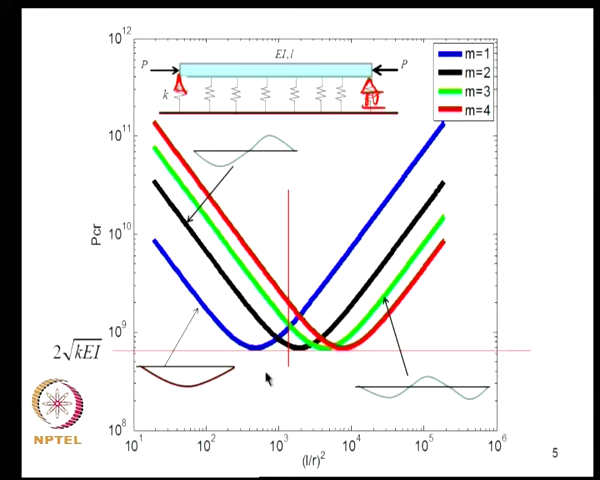 10^12
10^11
10^10
10^9
10^8
Pcr
2√kEI
EI, l
P
P
k
m=1
m=2
m=3
m=4
10^1
10^2
10^3
10^4
10^5
10^6
(l/r)^2
NPTEL
5